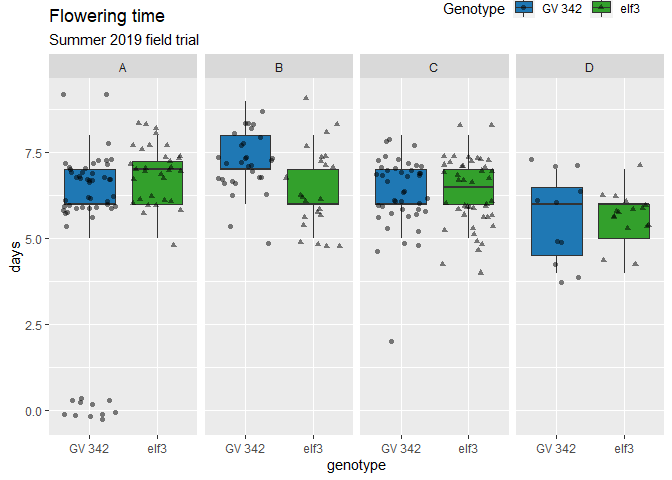 Flowering time
Summer 2019 field trial
Genotype GV 342 elf3
A B C D
7.5
5.0
2.5
0.0
days
GV 342 elf3 GV 342 elf3 GV 342 elf3 GV 342 elf3
genotype